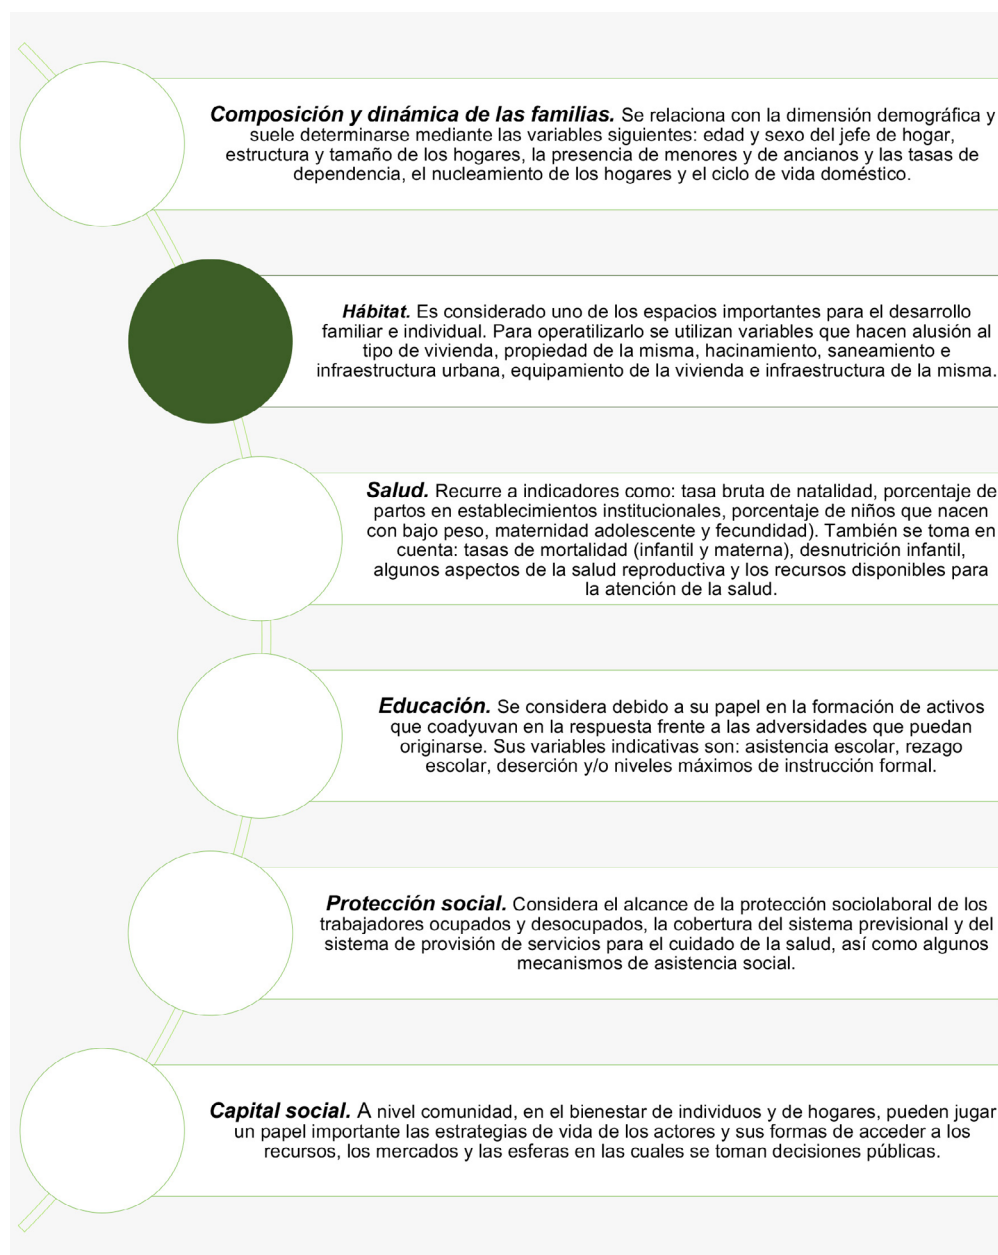 Composición y dinámica de las familias. Se relaciona con la dimensión demográfica y
suele determinarse mediante las variables siguientes: edad y sexo del jefe de hogar,
estructura y tamaño de los hogares, la presencia de menores y de ancianos y las tasas de
dependencia, el nucleamiento de los hogares y el ciclo de vida doméstico.
Hábitat. Es considerado uno de los espacios importantes para el desarrollo
familiar e individual. Para operatilizarlo se utilizan variables que hacen alusión al
tipo de vivienda, propiedad de la misma, hacinamiento, saneamiento e
infraestructura urbana, equipamiento de la vivienda e infraestructura de la misma.
Salud. Recurre a indicadores como: tasa bruta de natalidad, porcentaje de
partos en establecimientos institucionales, porcentaje de niños que nacen
con bajo peso, maternidad adolescente y fecundidad). También se toma en
cuenta: tasas de mortalidad (infantil y materna), desnutrición infantil,
algunos aspectos de la salud reproductiva y los recursos disponibles para
la atención de la salud.
Educación. Se considera debido a su papel en la formación de activos
que coadyuvan en la respuesta frente a las adversidades que puedan
originarse. Sus variables indicativas son: asistencia escolar, rezago
escolar, deserción y/o niveles máximos de instrucción formal.
Protección social. Considera el alcance de la protección sociolaboral de los
trabajadores ocupados y desocupados, la cobertura del sistema previsional y del
sistema de provisión de servicios para el cuidado de la salud, así como algunos
mecanismos de asistencia social.
Capital social. A nivel comunidad, en el bienestar de individuos y de hogares, pueden jugar
un papel importante las estrategias de vida de los actores y sus formas de acceder a los
recursos, los mercados y las esferas en las cuales se toman decisiones públicas.